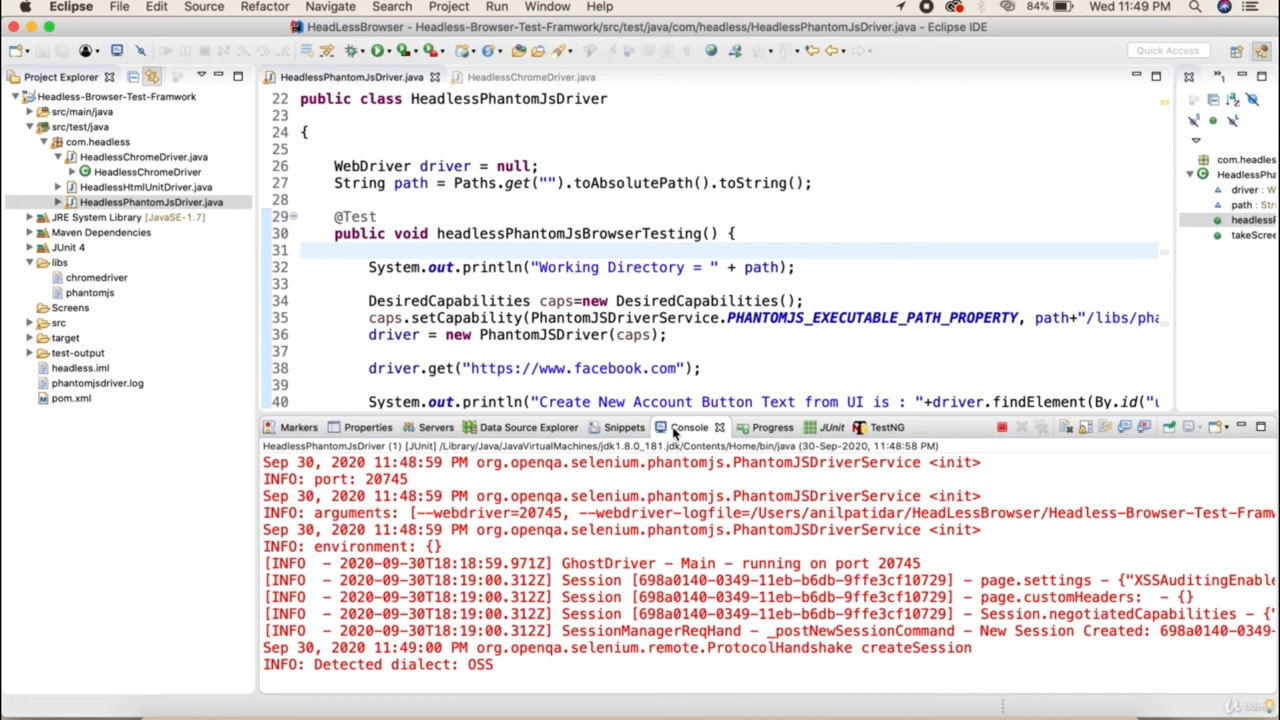 Eclipse File Edit Source Refactor Navigate Search Project Run Window Help 84% Wed 11:49 PM
HeadLessBrowser - Headless-Browser-Test-Framwork/src/test/java/com/headless/HeadlessPhantomJsDriver.java - Eclipse IDE
Quick Access
Project Explorer
Headless-Browser-Test-Framwork
src/main/java
src/test/java
com.headless
HeadlessChromeDriver.java
HeadlessChromeDriver
HeadlessHtmlUnitDriver.java
HeadlessPhantomJsDriver.java
JRE System Library [JavaSE-1.7]
Maven Dependencies
JUnit 4
libs
chromedriver
phantomjs
Screens
src
target
test-output
headless.iml
phantomjsdriver.log
pom.xml
HeadlessPhantomJsDriver.java HeadlessChromeDriver.java
22 public class HeadlessPhantomJsDriver
23
24 {
25
26 WebDriver driver = null;
27 String path = Paths.get("").toAbsolutePath().toString();
28
29 @Test
30 public void headlessPhantomJsBrowserTesting() {
31
32 System.out.println("Working Directory = " + path);
33
34 DesiredCapabilities caps=new DesiredCapabilities();
35 caps.setCapability(PhantomJSDriverService.PHANTOMJS_EXECUTABLE_PATH_PROPERTY, path+"/libs/pha
36 driver = new PhantomJSDriver(caps);
37
38 driver.get("https://www.facebook.com");
39
40 System.out.println("Create New Account Button Text from UI is : "+driver.findElement(By.id("u
com.headless
HeadlessPha
driver : W
path : Stri
headlessP
takeScree
Markers Properties Servers Data Source Explorer Snippets Console Progress JUnit TestNG
HeadlessPhantomJsDriver (1) [JUnit] /Library/Java/JavaVirtualMachines/jdk1.8.0_181.jdk/Contents/Home/bin/java (30-Sep-2020, 11:48:58 PM)
Sep 30, 2020 11:48:59 PM org.openqa.selenium.phantomjs.PhantomJSDriverService <init>
INFO: port: 20745
Sep 30, 2020 11:48:59 PM org.openqa.selenium.phantomjs.PhantomJSDriverService <init>
INFO: arguments: [--webdriver=20745, --webdriver-logfile=/Users/anilpatidar/HeadLessBrowser/Headless-Browser-Test-Framw
Sep 30, 2020 11:48:59 PM org.openqa.selenium.phantomjs.PhantomJSDriverService <init>
INFO: environment: {}
[INFO - 2020-09-30T18:18:59.971Z] GhostDriver - Main - running on port 20745
[INFO - 2020-09-30T18:19:00.312Z] Session [698a0140-0349-11eb-b6db-9ffe3cf10729] - page.settings - {"XSSAuditingEnable
[INFO - 2020-09-30T18:19:00.312Z] Session [698a0140-0349-11eb-b6db-9ffe3cf10729] - page.customHeaders: - {}
[INFO - 2020-09-30T18:19:00.312Z] Session [698a0140-0349-11eb-b6db-9ffe3cf10729] - Session.negotiatedCapabilities - {"
[INFO - 2020-09-30T18:19:00.312Z] SessionManagerReqHand - _postNewSessionCommand - New Session Created: 698a0140-0349-
Sep 30, 2020 11:49:00 PM org.openqa.selenium.remote.ProtocolHandshake createSession
INFO: Detected dialect: OSS